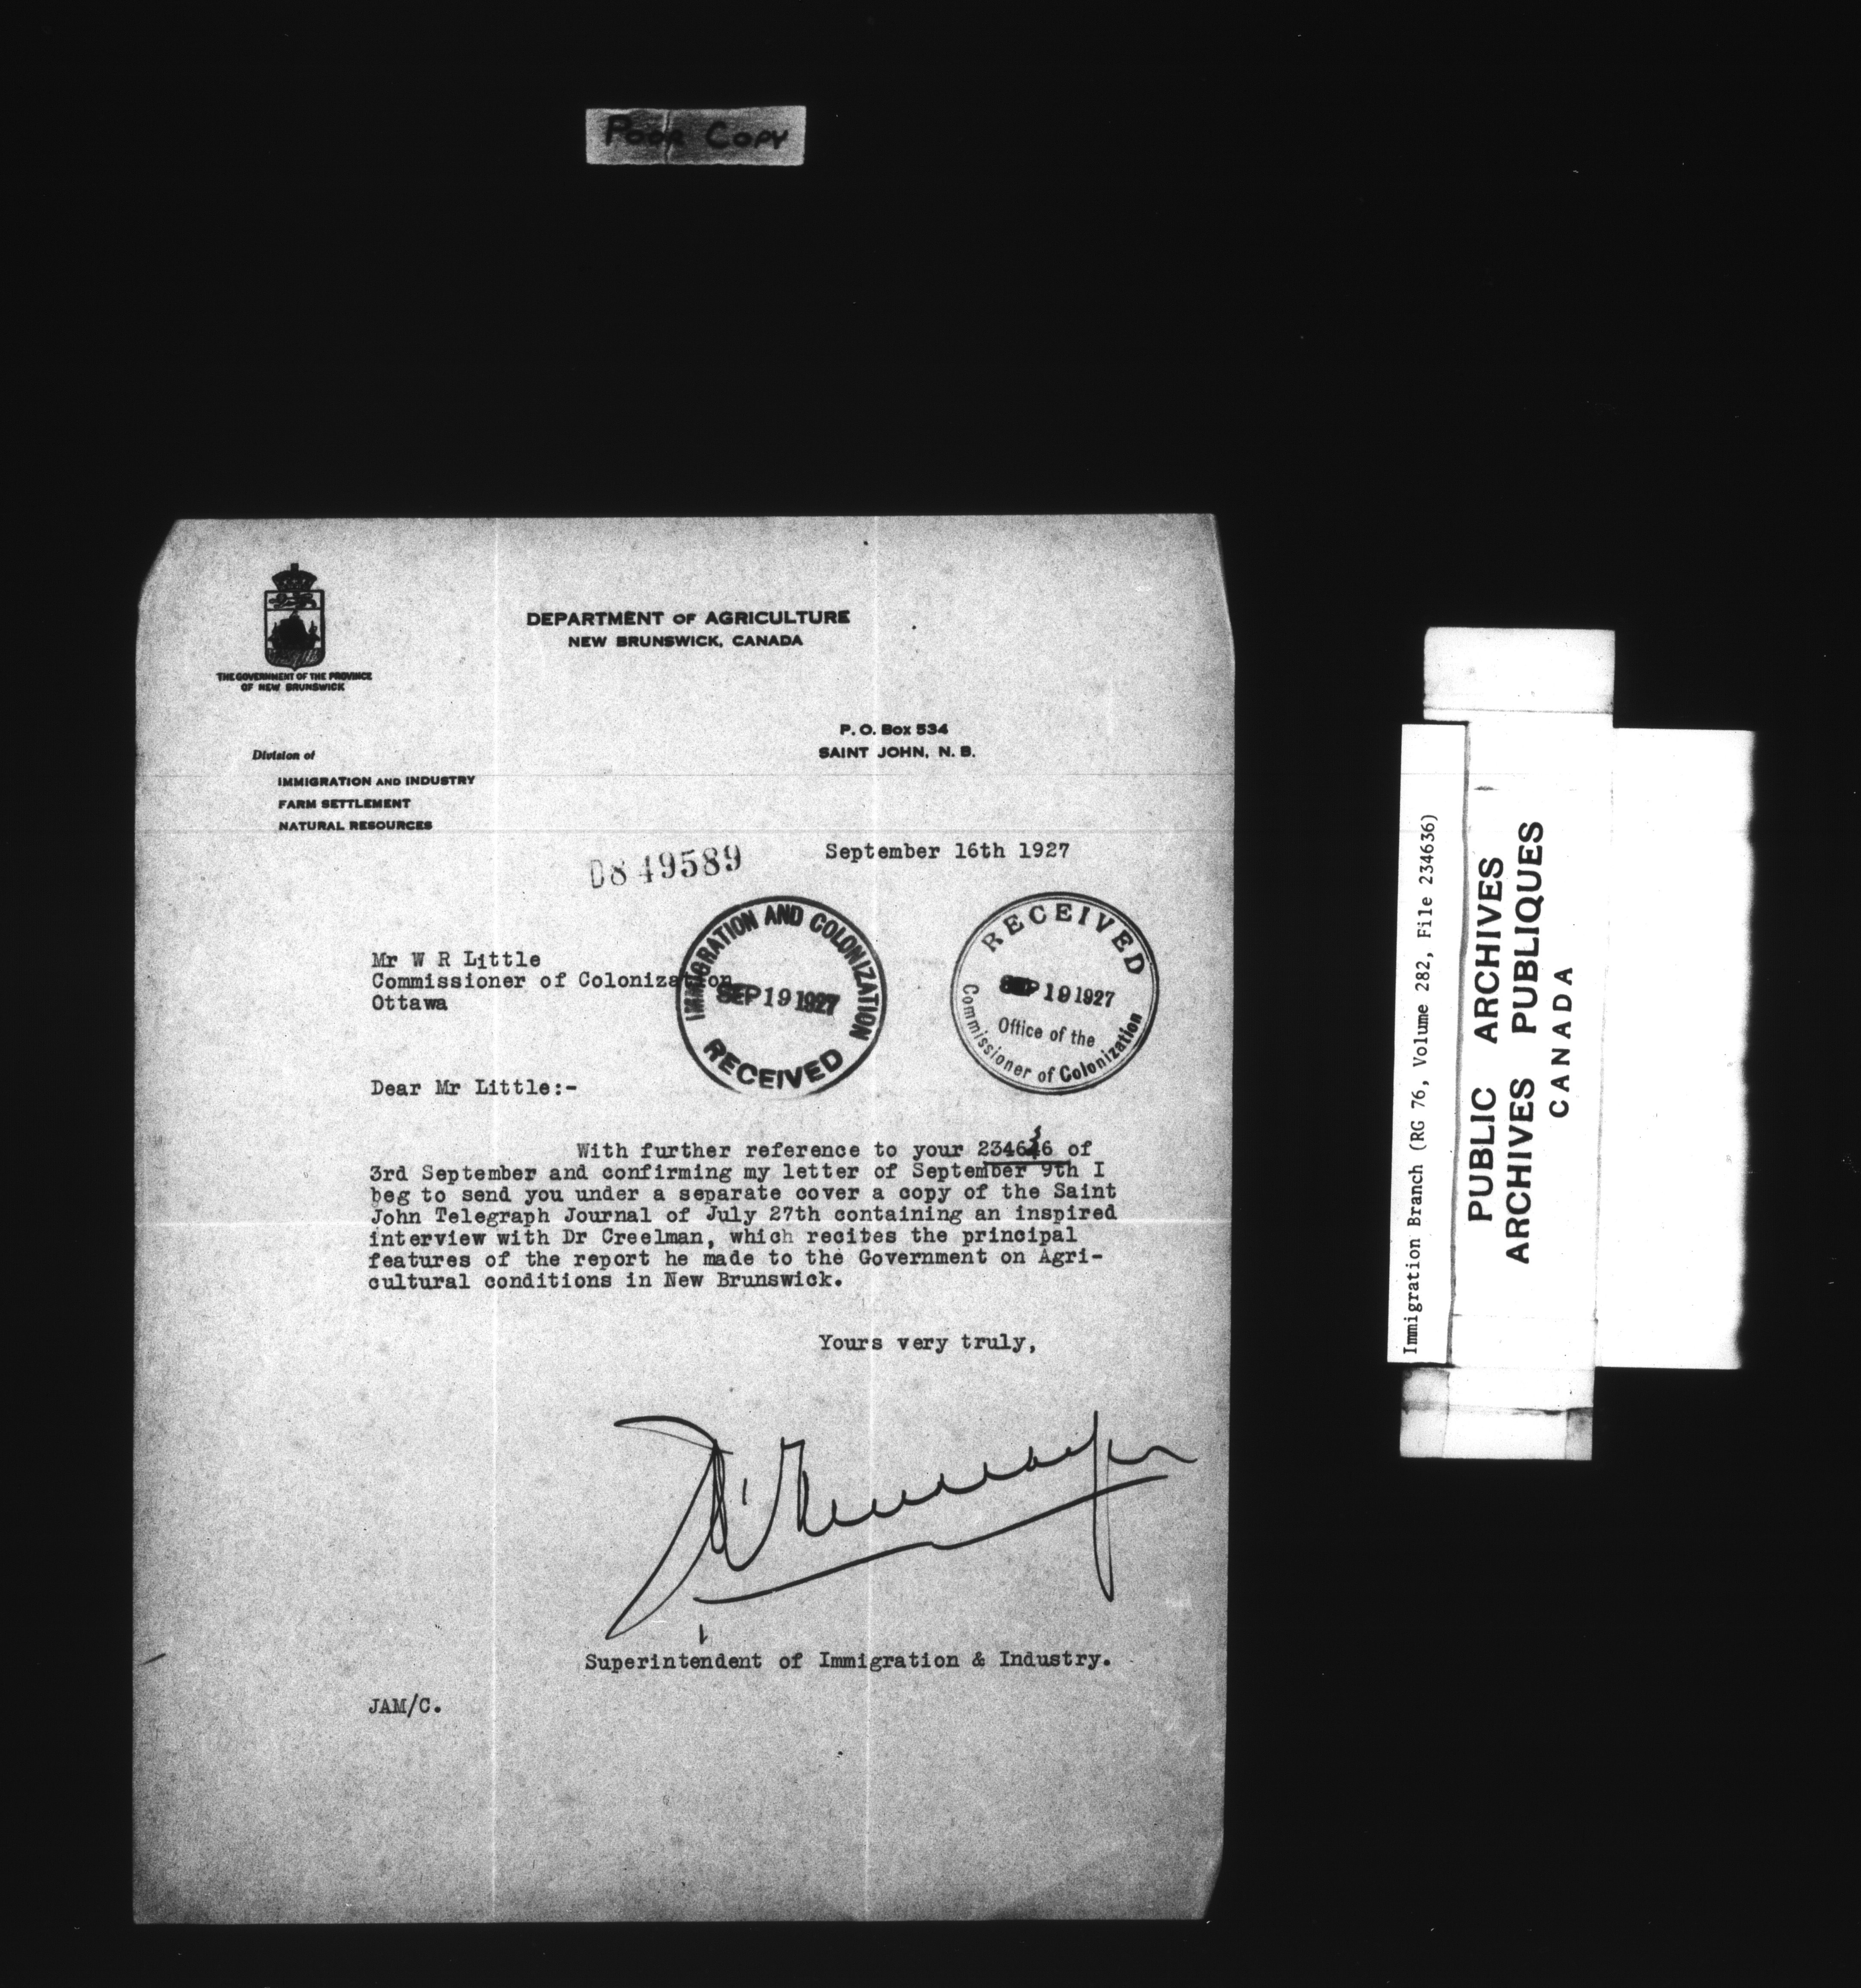 POOR COPY
THE GOVERNMENT OF THE PROVINCE
OF NEW BRUNSWICK
DEPARTMENT OF AGRICULTURE
NEW BRUNSWICK, CANADA
P. O. Box 534
SAINT JOHN, N. B.
Division of
IMMIGRATION AND INDUSTRY
FARM SETTLEMENT
NATURAL RESOURCES
D849589
September 16th 1927
Mr W R Little
Commissioner of Colonization
Ottawa
IMMIGRATION AND COLONIZATION
SEP 19 1927
RECEIVED
RECEIVED
SEP 19 1927
Office of the
Commissioner of Colonization
Dear Mr Little:-
With further reference to your 234636 of
3rd September and confirming my letter of September 9th I
beg to send you under a separate cover a copy of the Saint
John Telegraph Journal of July 27th containing an inspired
interview with Dr Creelman, which recites the principal
features of the report he made to the Government on Agri-
cultural conditions in New Brunswick.
Yours very truly,
Superintendent of Immigration & Industry.
JAM/C.
Immigration Branch (RG 76, Volume 282, File 234636)
PUBLIC ARCHIVES
ARCHIVES PUBLIQUES
CANADA